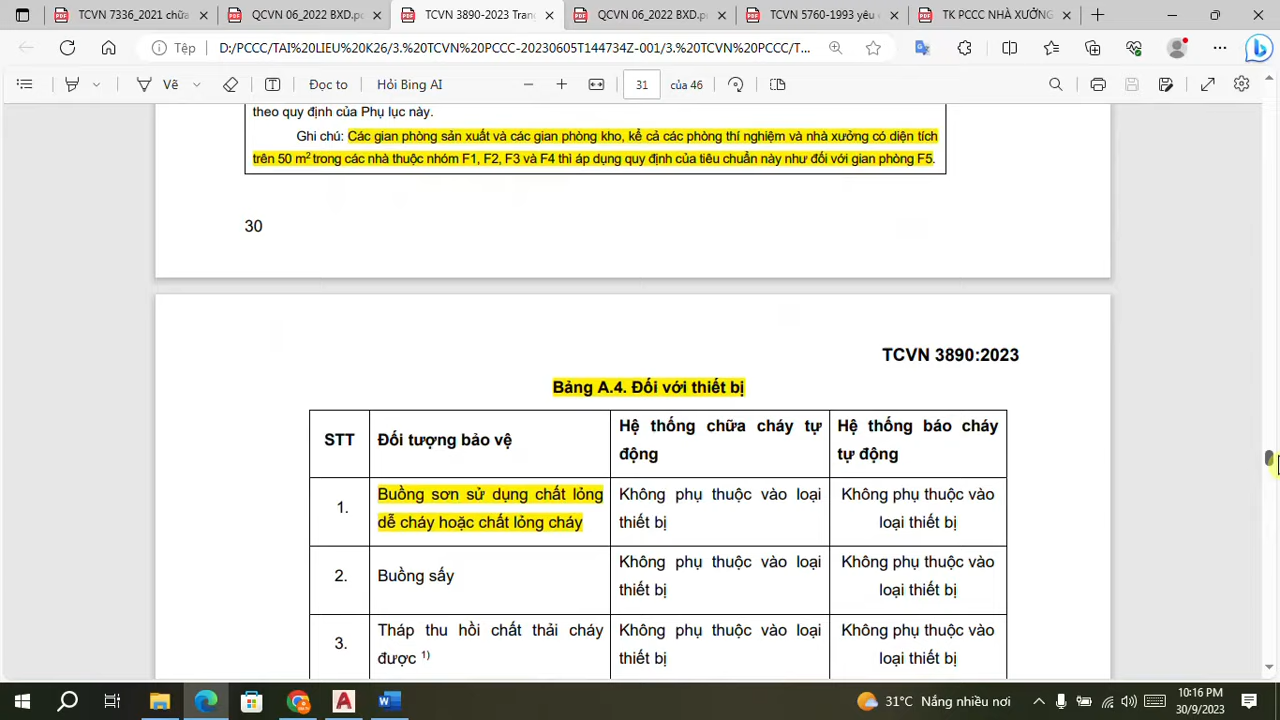 TCVN 7336_2021 chữa
QCVN 06_2022 BXD.p
TCVN 3890-2023 Trang
QCVN 06_2022 BXD.p
TCVN 5760-1993 yêu
TK PCCC NHÀ XƯỞNG
Tệp
D:/PCCC/TAI%20LIEU%20K26/3.%20TCVN%20PCCC-20230605T144734Z-001/3.%20TCVN%20PCCC/T...
Vẽ
Đọc to
Hỏi Bing AI
31
của 46
theo quy định của Phụ lục này.
Ghi chú: Các gian phòng sản xuất và các gian phòng kho, kể cả các phòng thí nghiệm và nhà xưởng có diện tích
trên 50 m2 trong các nhà thuộc nhóm F1, F2, F3 và F4 thì áp dụng quy định của tiêu chuẩn này như đối với gian phòng F5.
30
TCVN 3890:2023
Bảng A.4. Đối với thiết bị
STT
Đối tượng bảo vệ
Hệ thống chữa cháy tự
động
Hệ thống báo cháy
tự động
1.
Buồng sơn sử dụng chất lỏng
dễ cháy hoặc chất lỏng cháy
Không phụ thuộc vào loại
thiết bị
Không phụ thuộc vào
loại thiết bị
2.
Buồng sấy
Không phụ thuộc vào loại
thiết bị
Không phụ thuộc vào
loại thiết bị
3.
Tháp thu hồi chất thải cháy
được 1)
Không phụ thuộc vào loại
thiết bị
Không phụ thuộc vào
loại thiết bị
31°C Nắng nhiều nơi
10:16 PM
30/9/2023